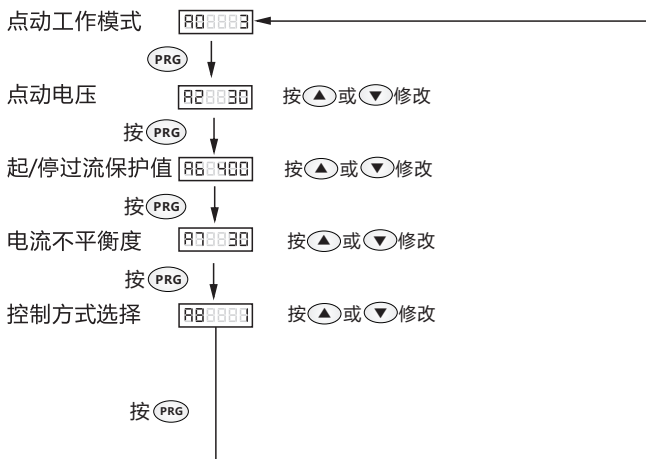 点动工作模式 A0 3
PRG
点动电压 A2 30 按或修改
按 PRG
起/停过流保护值 A6 400 按或修改
按 PRG
电流不平衡度 A7 30 按或修改
按 PRG
控制方式选择 A8 1 按或修改
按 PRG